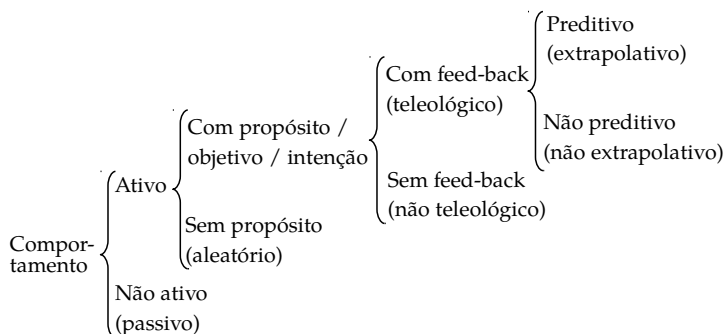 Preditivo
(extrapolativo)
Com feed-back
(teleológico)
Não preditivo
(não extrapolativo)
Com propósito /
objetivo / intenção
Sem feed-back
(não teleológico)
Ativo
Sem propósito
(aleatório)
Compor-
tamento
Não ativo
(passivo)